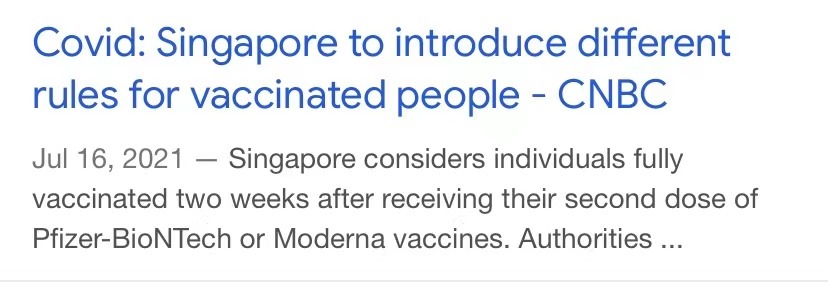 Covid: Singapore to introduce different
rules for vaccinated people - CNBC
Jul 16, 2021 — Singapore considers individuals fully
vaccinated two weeks after receiving their second dose of
Pfizer-BioNTech or Moderna vaccines. Authorities ...